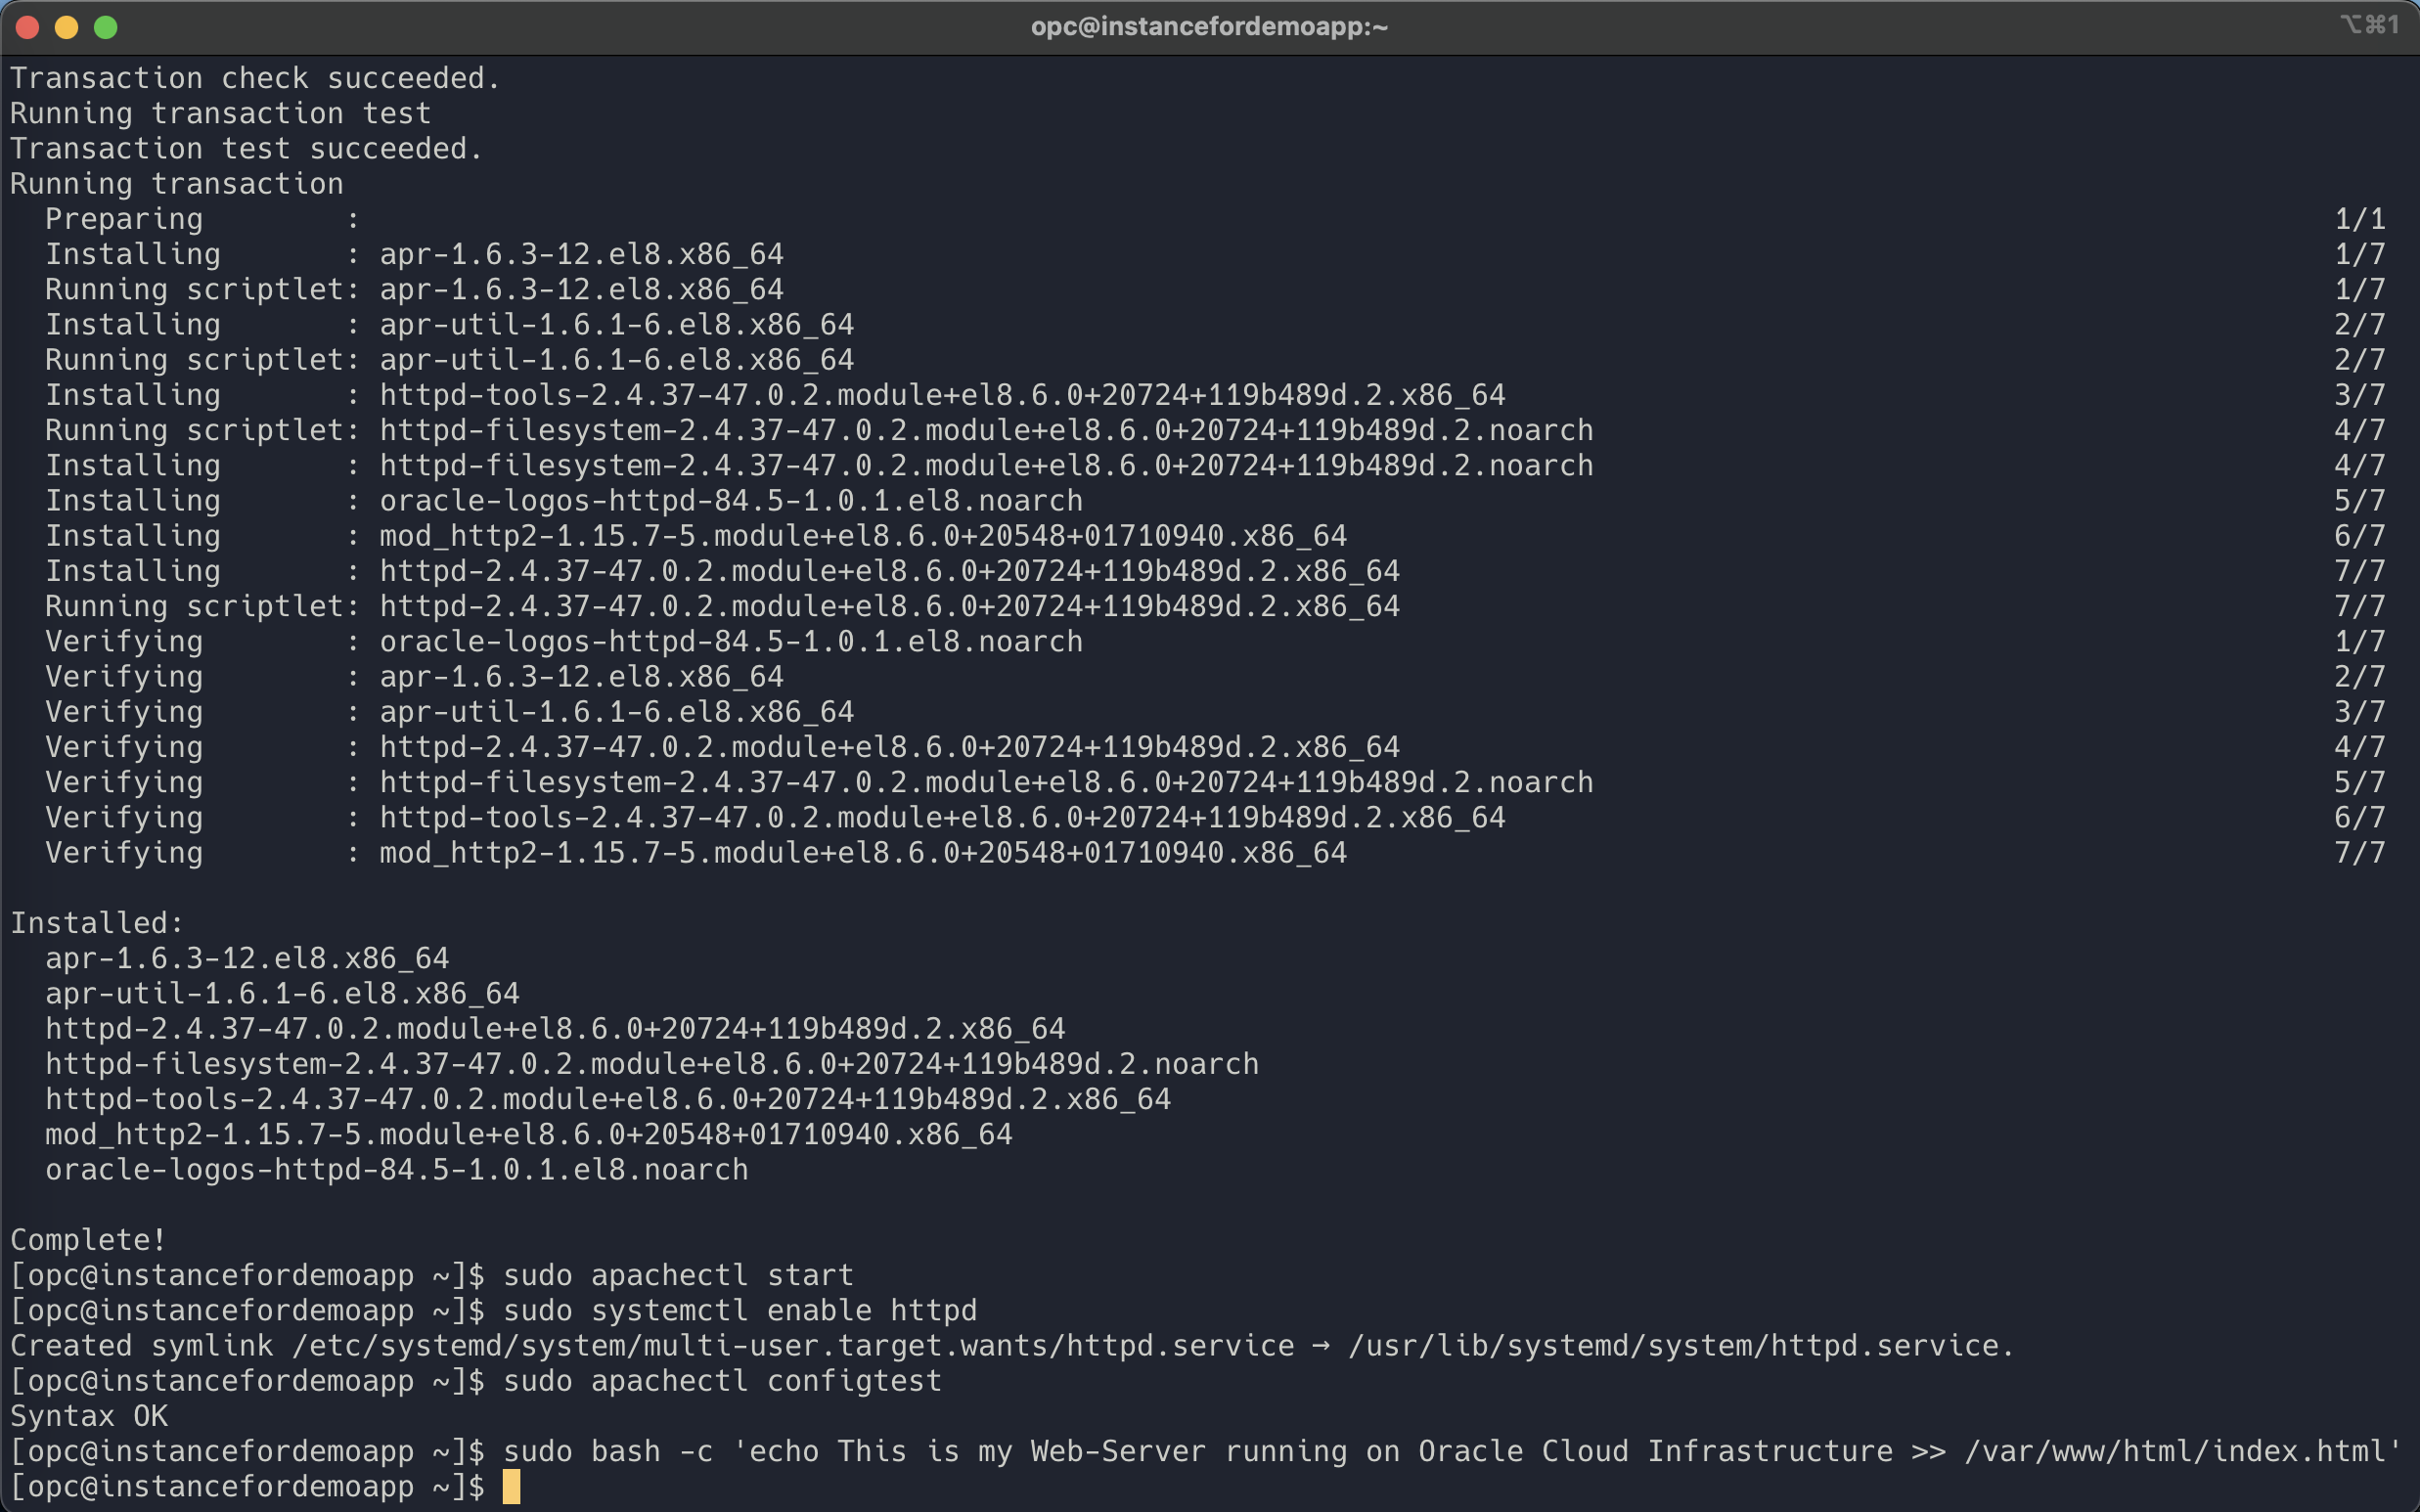 opc@instancefordemoapp:~
⌥⌘1
Transaction check succeeded.
Running transaction test
Transaction test succeeded.
Running transaction
  Preparing        :                                                                                                                1/1
  Installing       : apr-1.6.3-12.el8.x86_64                                                                                        1/7
  Running scriptlet: apr-1.6.3-12.el8.x86_64                                                                                        1/7
  Installing       : apr-util-1.6.1-6.el8.x86_64                                                                                    2/7
  Running scriptlet: apr-util-1.6.1-6.el8.x86_64                                                                                    2/7
  Installing       : httpd-tools-2.4.37-47.0.2.module+el8.6.0+20724+119b489d.2.x86_64                                               3/7
  Running scriptlet: httpd-filesystem-2.4.37-47.0.2.module+el8.6.0+20724+119b489d.2.noarch                                          4/7
  Installing       : httpd-filesystem-2.4.37-47.0.2.module+el8.6.0+20724+119b489d.2.noarch                                          4/7
  Installing       : oracle-logos-httpd-84.5-1.0.1.el8.noarch                                                                       5/7
  Installing       : mod_http2-1.15.7-5.module+el8.6.0+20548+01710940.x86_64                                                        6/7
  Installing       : httpd-2.4.37-47.0.2.module+el8.6.0+20724+119b489d.2.x86_64                                                     7/7
  Running scriptlet: httpd-2.4.37-47.0.2.module+el8.6.0+20724+119b489d.2.x86_64                                                     7/7
  Verifying        : oracle-logos-httpd-84.5-1.0.1.el8.noarch                                                                       1/7
  Verifying        : apr-1.6.3-12.el8.x86_64                                                                                        2/7
  Verifying        : apr-util-1.6.1-6.el8.x86_64                                                                                    3/7
  Verifying        : httpd-2.4.37-47.0.2.module+el8.6.0+20724+119b489d.2.x86_64                                                     4/7
  Verifying        : httpd-filesystem-2.4.37-47.0.2.module+el8.6.0+20724+119b489d.2.noarch                                          5/7
  Verifying        : httpd-tools-2.4.37-47.0.2.module+el8.6.0+20724+119b489d.2.x86_64                                               6/7
  Verifying        : mod_http2-1.15.7-5.module+el8.6.0+20548+01710940.x86_64                                                        7/7

Installed:
  apr-1.6.3-12.el8.x86_64
  apr-util-1.6.1-6.el8.x86_64
  httpd-2.4.37-47.0.2.module+el8.6.0+20724+119b489d.2.x86_64
  httpd-filesystem-2.4.37-47.0.2.module+el8.6.0+20724+119b489d.2.noarch
  httpd-tools-2.4.37-47.0.2.module+el8.6.0+20724+119b489d.2.x86_64
  mod_http2-1.15.7-5.module+el8.6.0+20548+01710940.x86_64
  oracle-logos-httpd-84.5-1.0.1.el8.noarch

Complete!
[opc@instancefordemoapp ~]$ sudo apachectl start
[opc@instancefordemoapp ~]$ sudo systemctl enable httpd
Created symlink /etc/systemd/system/multi-user.target.wants/httpd.service → /usr/lib/systemd/system/httpd.service.
[opc@instancefordemoapp ~]$ sudo apachectl configtest
Syntax OK
[opc@instancefordemoapp ~]$ sudo bash -c 'echo This is my Web-Server running on Oracle Cloud Infrastructure >> /var/www/html/index.html'
[opc@instancefordemoapp ~]$